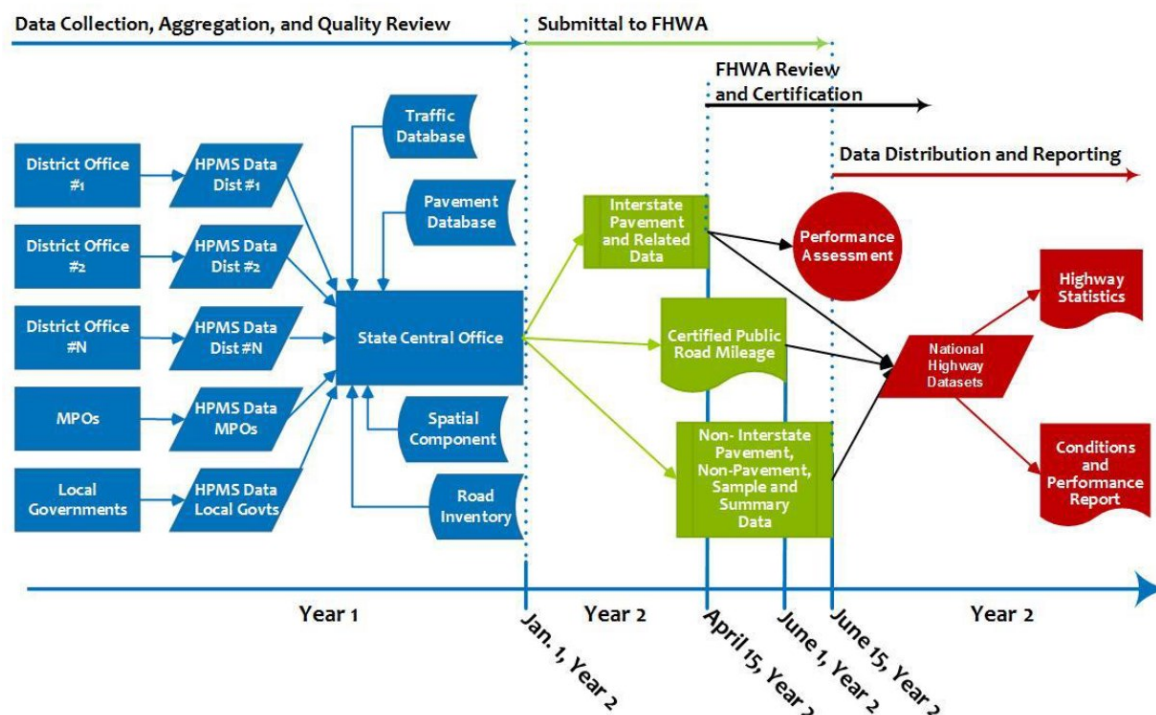 Data Collection, Aggregation, and Quality Review
Submittal to FHWA
FHWA Review
and Certification
Data Distribution and Reporting
District Office
#1
HPMS Data
Dist #1
District Office
#2
HPMS Data
Dist #2
District Office
#N
HPMS Data
Dist #N
MPOs
HPMS Data
MPOs
Local
Governments
HPMS Data
Local Govts
Traffic
Database
Pavement
Database
State Central Office
Spatial
Component
Road
Inventory
Interstate
Pavement
and Related
Data
Certified Public
Road Mileage
Non- Interstate
Pavement,
Non-Pavement,
Sample and
Summary
Data
Performance
Assessment
National
Highway
Datasets
Highway
Statistics
Conditions
and
Performance
Report
Year 1
Year 2
Year 2
Jan. 1, Year 2
April 15, Year 2
June 1, Year 2
June 15, Year 2